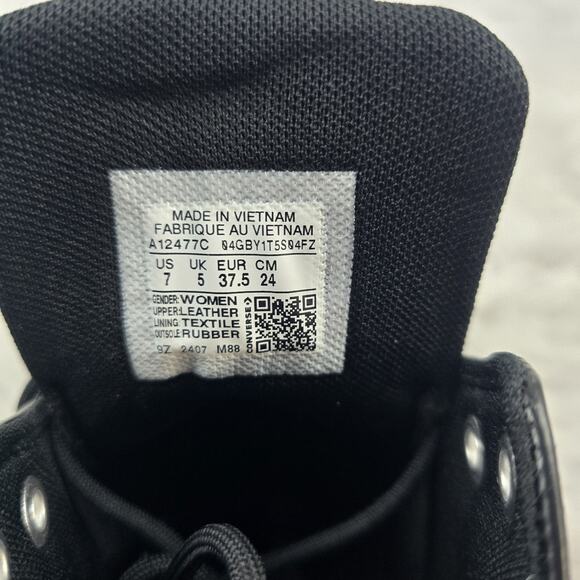 MADE IN VIETNAM
FABRIQUE AU VIETNAM
A12477C 04GBY1T5S04FZ
US UK EUR CM
7 5 37.5 24
GENDER: WOMEN
UPPER: LEATHER
LINING: TEXTILE
OUTSOLE: RUBBER
CONVERSE
9Z 2407 M88